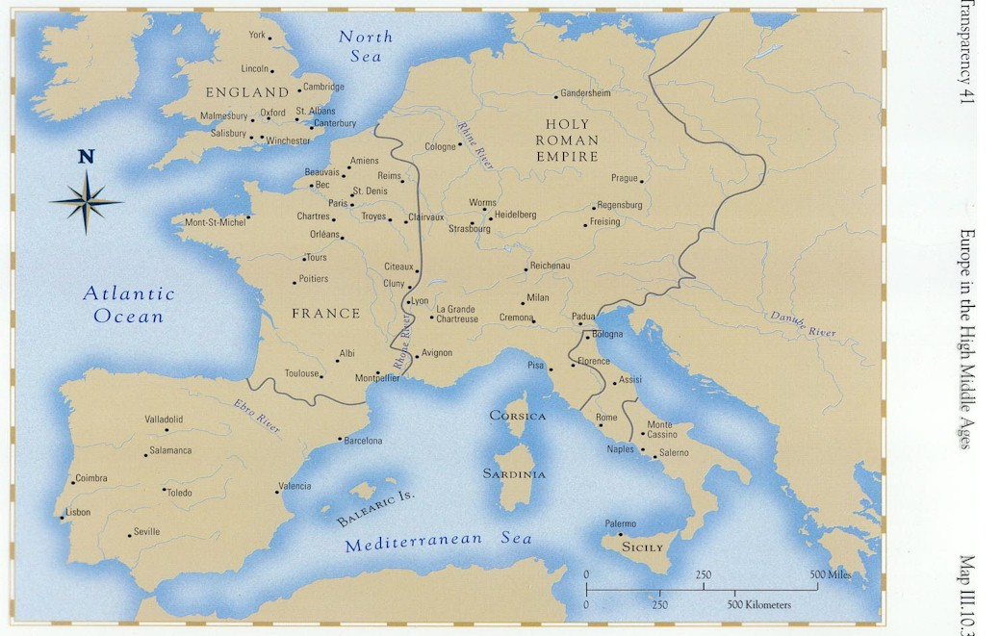 York
North
Sea
Lincoln
Cambridge
ENGLAND
Malmesbury
Oxford
St. Albans
Canterbury
Salisbury
Winchester
Gandersheim
HOLY
ROMAN
EMPIRE
Rhine River
Cologne
N
Amiens
Beauvais
Reims
Bec
St. Denis
Prague
Paris
Worms
Heidelberg
Regensburg
Mont-St-Michel
Chartres
Troyes
Clairvaux
Strasbourg
Freising
Orléans
Tours
Citeaux
Reichenau
Poitiers
Cluny
Atlantic
Ocean
FRANCE
Lyon
La Grande
Chartreuse
Milan
Cremona
Padua
Danube River
Rhone River
Bologna
Albi
Avignon
Toulouse
Montpellier
Pisa
Florence
Assisi
Ebro River
Valladolid
CORSICA
Rome
Monte
Cassino
Barcelona
Salamanca
Naples
Salerno
Coimbra
SARDINIA
Toledo
Valencia
BALEARIC IS.
Lisbon
Seville
Mediterranean Sea
Palermo
SICILY
0 250 500 Miles
0 250 500 Kilometers
Transparency 41
Europe in the High Middle Ages
Map III.10.3